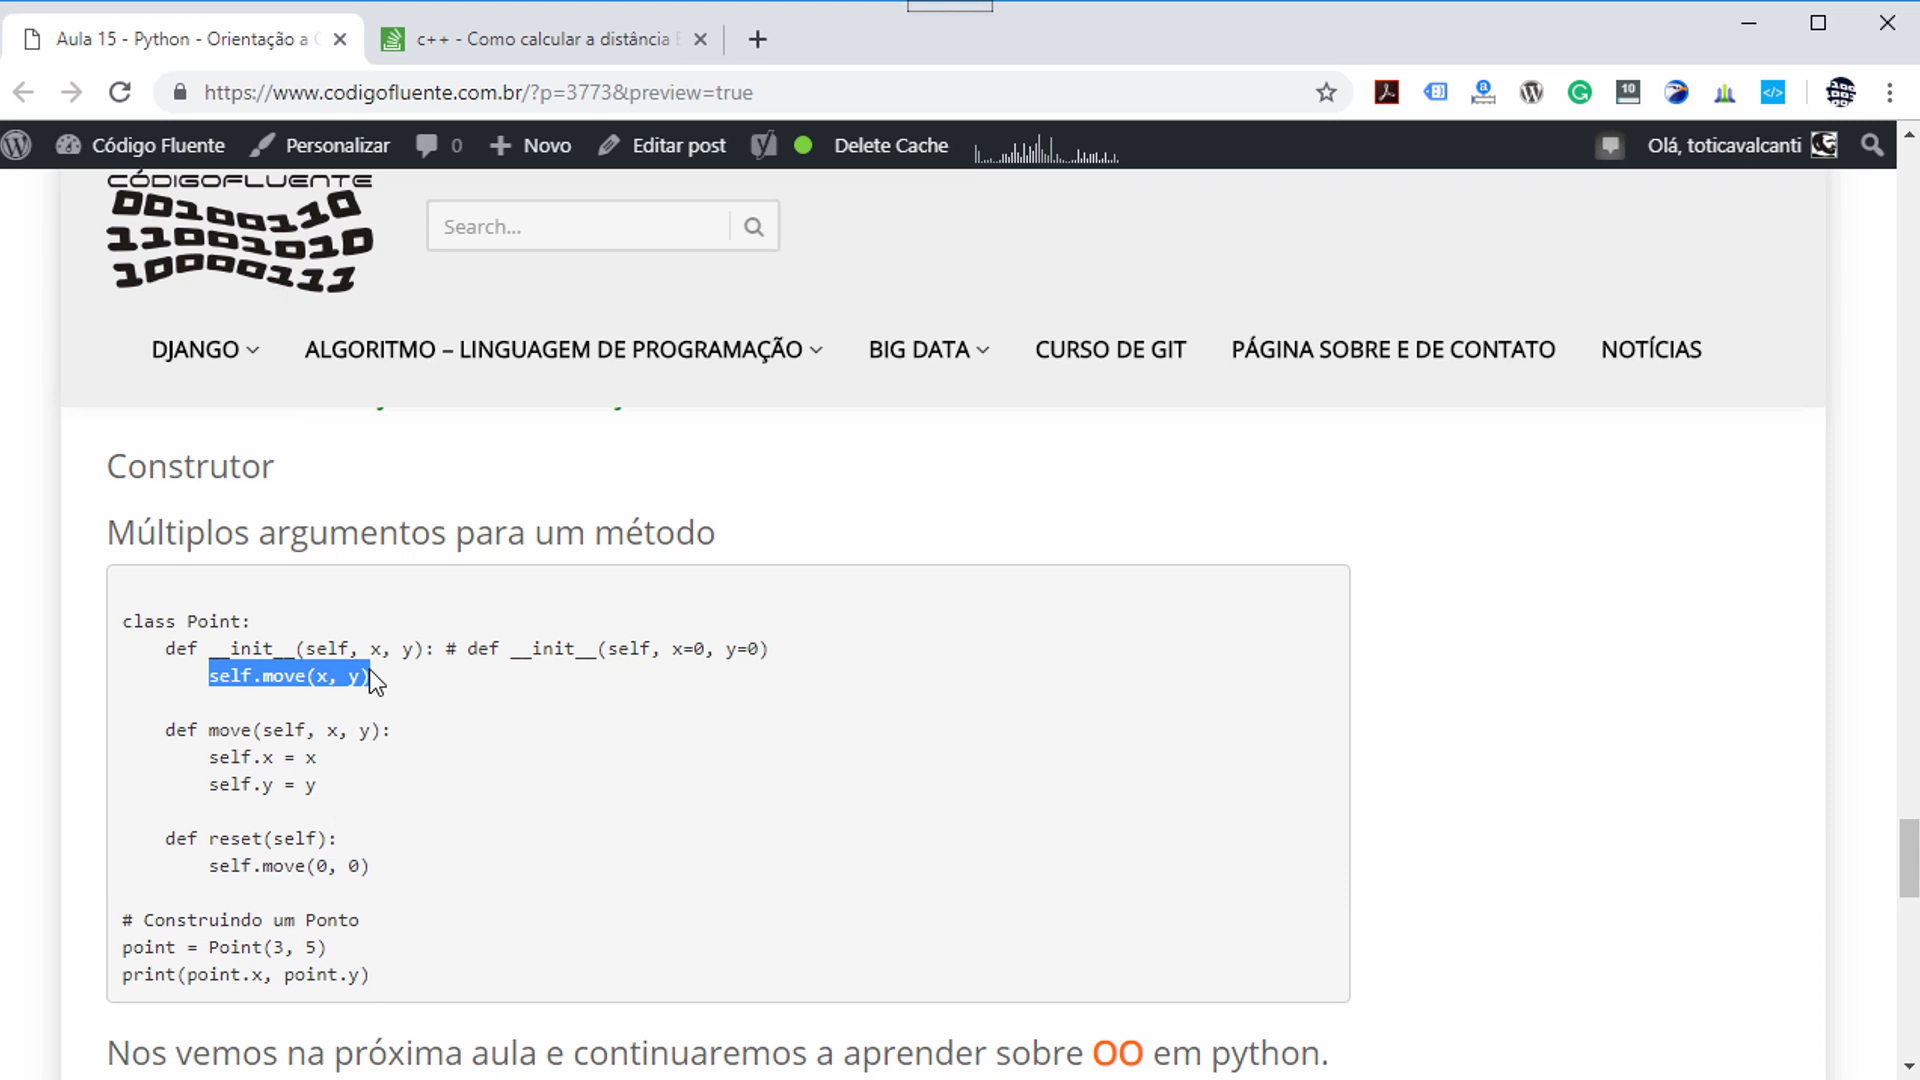 Aula 15 - Python - Orientação a
c++ - Como calcular a distância
https://www.codigofluente.com.br/?p=3773&preview=true
Código Fluente
Personalizar
0
Novo
Editar post
Delete Cache
Olá, toticavalcanti
CÓDIGOFLUENTE
00100110
11001010
10000111
Search...
DJANGO
ALGORITMO – LINGUAGEM DE PROGRAMAÇÃO
BIG DATA
CURSO DE GIT
PÁGINA SOBRE E DE CONTATO
NOTÍCIAS
Construtor
Múltiplos argumentos para um método
class Point:
    def __init__(self, x, y): # def __init__(self, x=0, y=0)
        self.move(x, y)
    def move(self, x, y):
        self.x = x
        self.y = y
    def reset(self):
        self.move(0, 0)
# Construindo um Ponto
point = Point(3, 5)
print(point.x, point.y)
Nos vemos na próxima aula e continuaremos a aprender sobre OO em python.